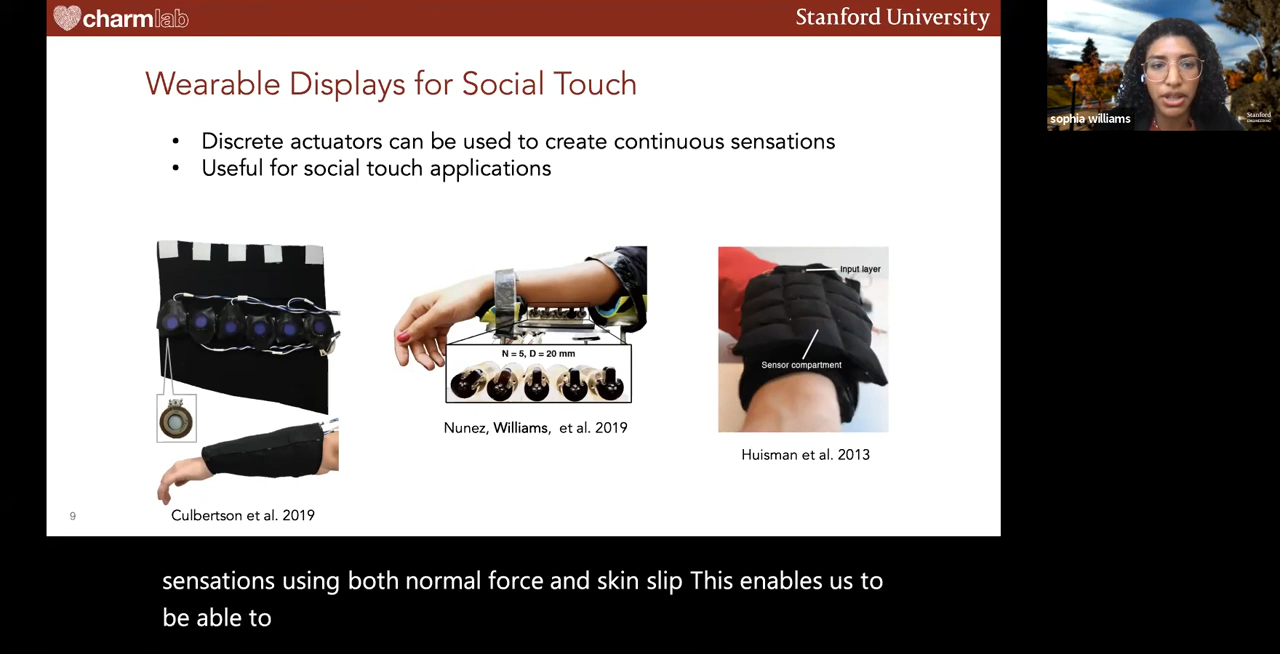 charmlab
Stanford University
sophia williams
Stanford
ENGINEERING
Wearable Displays for Social Touch
• Discrete actuators can be used to create continuous sensations
• Useful for social touch applications
N = 5, D = 20 mm
Input layer
Sensor compartment
Nunez, Williams, et al. 2019
Huisman et al. 2013
9
Culbertson et al. 2019
sensations using both normal force and skin slip This enables us to
be able to